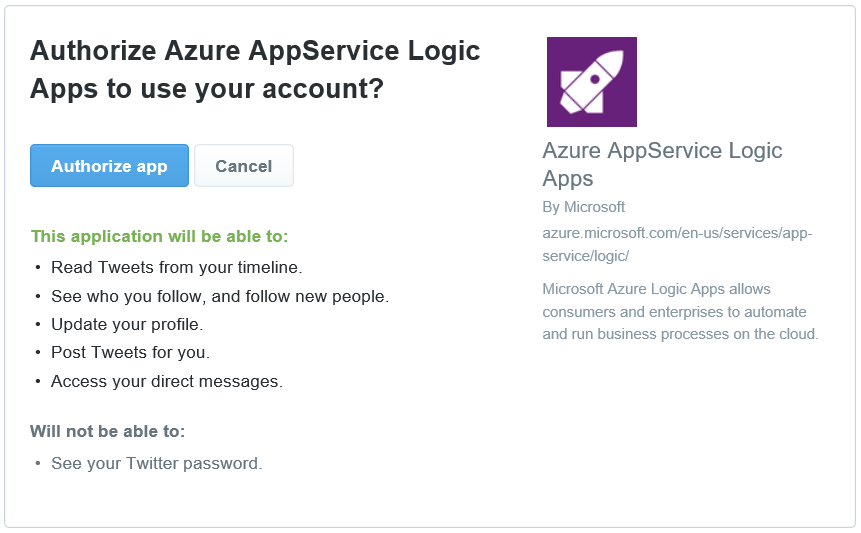 Authorize Azure AppService Logic
Apps to use your account?
Authorize app
Cancel
This application will be able to:
• Read Tweets from your timeline.
• See who you follow, and follow new people.
• Update your profile.
• Post Tweets for you.
• Access your direct messages.
Will not be able to:
• See your Twitter password.
Azure AppService Logic
Apps
By Microsoft
azure.microsoft.com/en-us/services/app-
service/logic/
Microsoft Azure Logic Apps allows
consumers and enterprises to automate
and run business processes on the cloud.